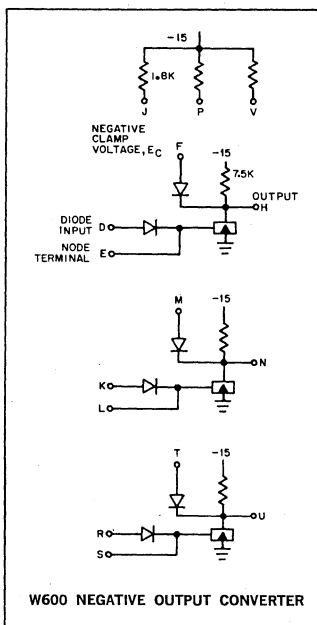 -15
1.8K
J P V
NEGATIVE
CLAMP
VOLTAGE, EC
F
-15
7.5K
OUTPUT
H
DIODE
INPUT
D
NODE
TERMINAL
E
M
-15
N
K
L
T
-15
U
R
S
W600 NEGATIVE OUTPUT CONVERTER